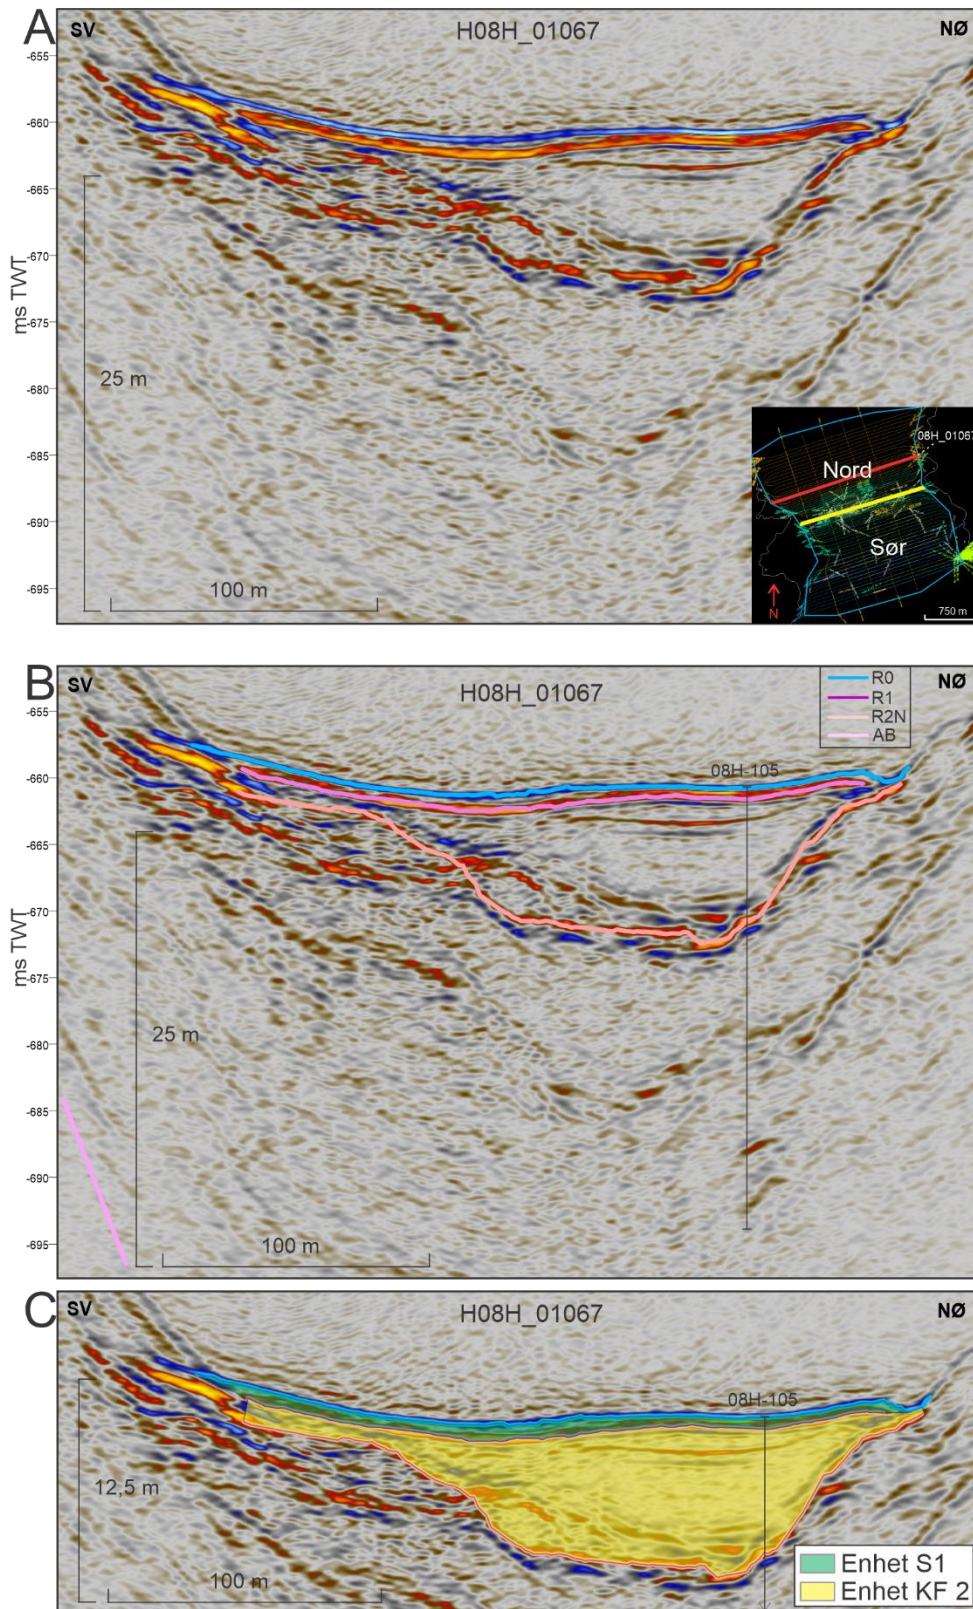 A
SV
H08H_01067
NØ
-655
-660
-665
-670
-675
-680
-685
-690
-695
ms TWT
25 m
100 m
08H_01067
Nord
Sør
N
750 m
B
SV
H08H_01067
NØ
R0
R1
R2N
AB
08H-105
-655
-660
-665
-670
-675
-680
-685
-690
-695
ms TWT
25 m
100 m
C
SV
H08H_01067
NØ
08H-105
12,5 m
100 m
Enhet S1
Enhet KF 2